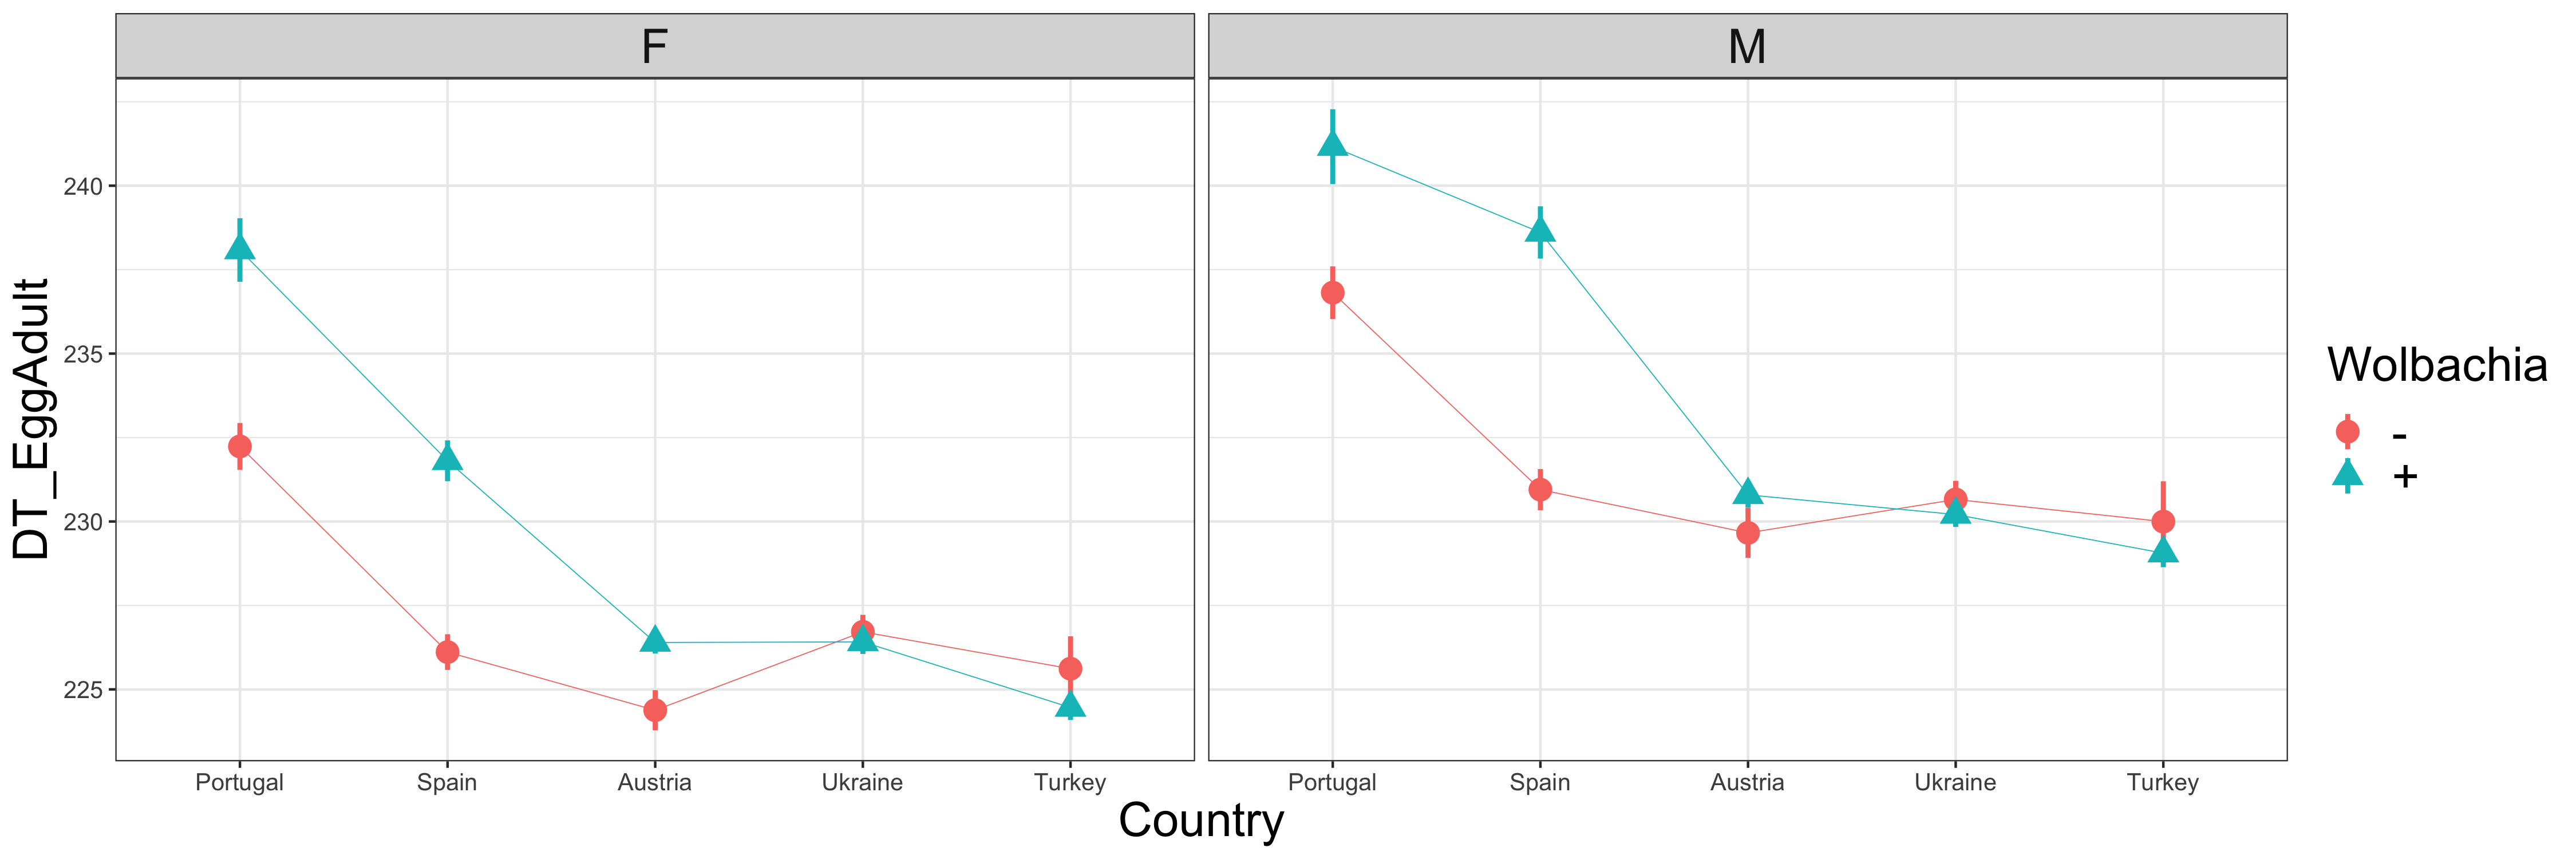 F
M
DT_EggAdult
240
235
230
225
Portugal Spain Austria Ukraine Turkey
Portugal Spain Austria Ukraine Turkey
Country
Wolbachia
-
+